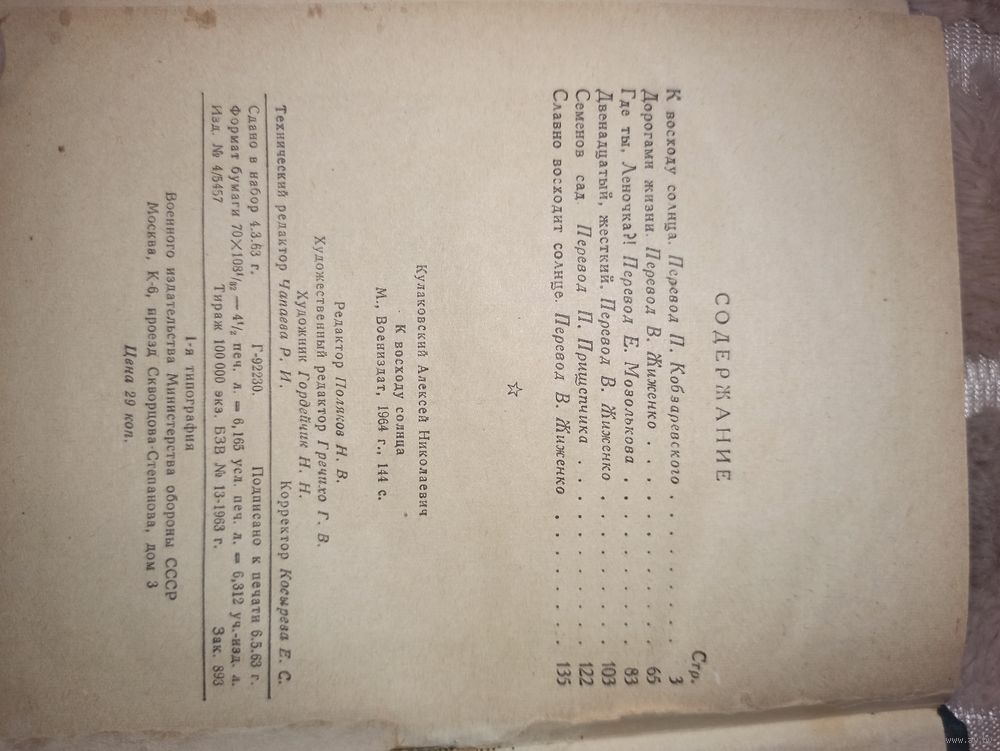 СОДЕРЖАНИЕ
Стр.
К восходу солнца. Перевод П. Кобзаревского . . . . . . . 3
Дорогами жизни. Перевод В. Жиженко . . . . . . . . . 65
Где ты, Леночка?! Перевод Е. Мозолькова . . . . . . . . 83
Двенадцатый, жесткий. Перевод В. Жиженко . . . . . . . 103
Семенов сад. Перевод П. Прищепчика . . . . . . . . 122
Славно восходит солнце. Перевод В. Жиженко . . . . . . . 135
☆
Кулаковский Алексей Николаевич
К восходу солнца
М., Воениздат, 1964 г., 144 с.
Редактор Поляков Н. В.
Художественный редактор Гречихо Г. В.
Художник Гордейчик Н. Н.
Технический редактор Чапаева Р. И. Корректор Косырева Е. С.
Сдано в набор 4.3.63 г. Г-92230. Подписано к печати 6.5.63 г.
Формат бумаги 70×108¹/₃₂ — 4¹/₂ печ. л. = 6,165 усл. печ. л. = 6,312 уч.-изд. л.
Изд. № 4/5457 Тираж 100 000 экз. БЗВ № 13-1963 г. Зак. 893
1-я типография
Военного издательства Министерства обороны СССР
Москва, К-6, проезд Скворцова-Степанова, дом 3
Цена 29 коп.
www.ay.by